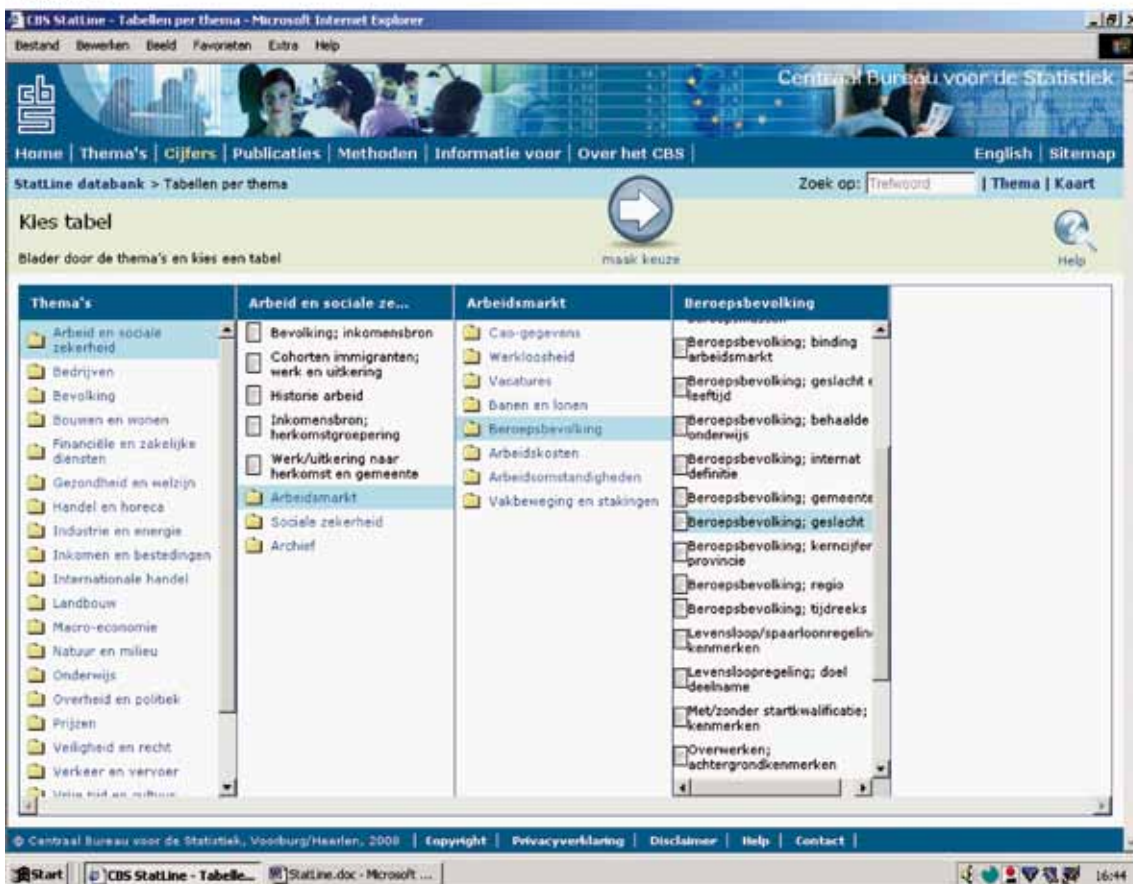 CBS StatLine - Tabellen per thema - Microsoft Internet Explorer
Bestand Bewerken Beeld Favorieten Extra Help
cbs
Centraal Bureau voor de Statistiek
Home | Thema's | Cijfers | Publicaties | Methoden | Informatie voor | Over het CBS |
English | Sitemap
StatLine databank > Tabellen per thema
Zoek op: Trefwoord | Thema | Kaart
Kies tabel
Blader door de thema's en kies een tabel
maak keuze
Help
Thema's
Arbeid en sociale
zekerheid
Bedrijven
Bevolking
Bouwen en wonen
Financiële en zakelijke
diensten
Gezondheid en welzijn
Handel en horeca
Industrie en energie
Inkomen en bestedingen
Internationale handel
Landbouw
Macro-economie
Natuur en milieu
Onderwijs
Overheid en politiek
Prijzen
Veiligheid en recht
Verkeer en vervoer
Arbeid en sociale ze...
Bevolking; inkomensbron
Cohorten immigranten;
werk en uitkering
Historie arbeid
Inkomensbron;
herkomstgroepering
Werk/uitkering naar
herkomst en gemeente
Arbeidsmarkt
Sociale zekerheid
Archief
Arbeidsmarkt
Cao-gegevens
Werkloosheid
Vacatures
Banen en lonen
Beroepsbevolking
Arbeidskosten
Arbeidsomstandigheden
Vakbeweging en stakingen
Beroepsbevolking
Beroepsbevolking; binding
arbeidsmarkt
Beroepsbevolking; geslacht e
leeftijd
Beroepsbevolking; behaalde
onderwijs
Beroepsbevolking; internat
definitie
Beroepsbevolking; gemeente
Beroepsbevolking; geslacht
Beroepsbevolking; kerncijfer
provincie
Beroepsbevolking; regio
Beroepsbevolking; tijdreeks
Levensloop/spaarloonregelin
kenmerken
Levensloopregeling; doel
deelname
Met/zonder startkwalificatie;
kenmerken
Overwerken;
achtergrondkenmerken
© Centraal Bureau voor de Statistiek, Voorburg/Heerlen, 2008 | Copyright | Privacyverklaring | Disclaimer | Help | Contact |
Start CBS StatLine - Tabelle... StatLine.doc - Microsoft ... 16:44